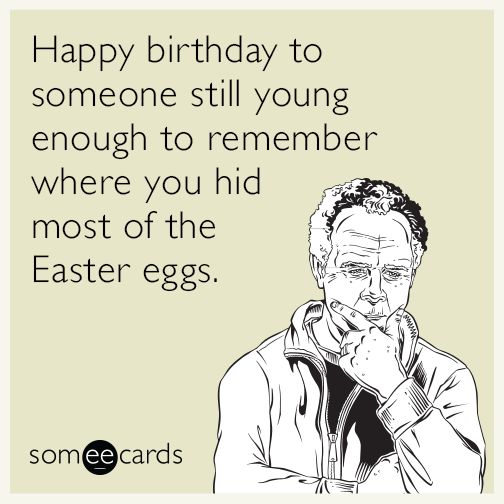 Happy birthday to
someone still young
enough to remember
where you hid
most of the
Easter eggs.
someecards